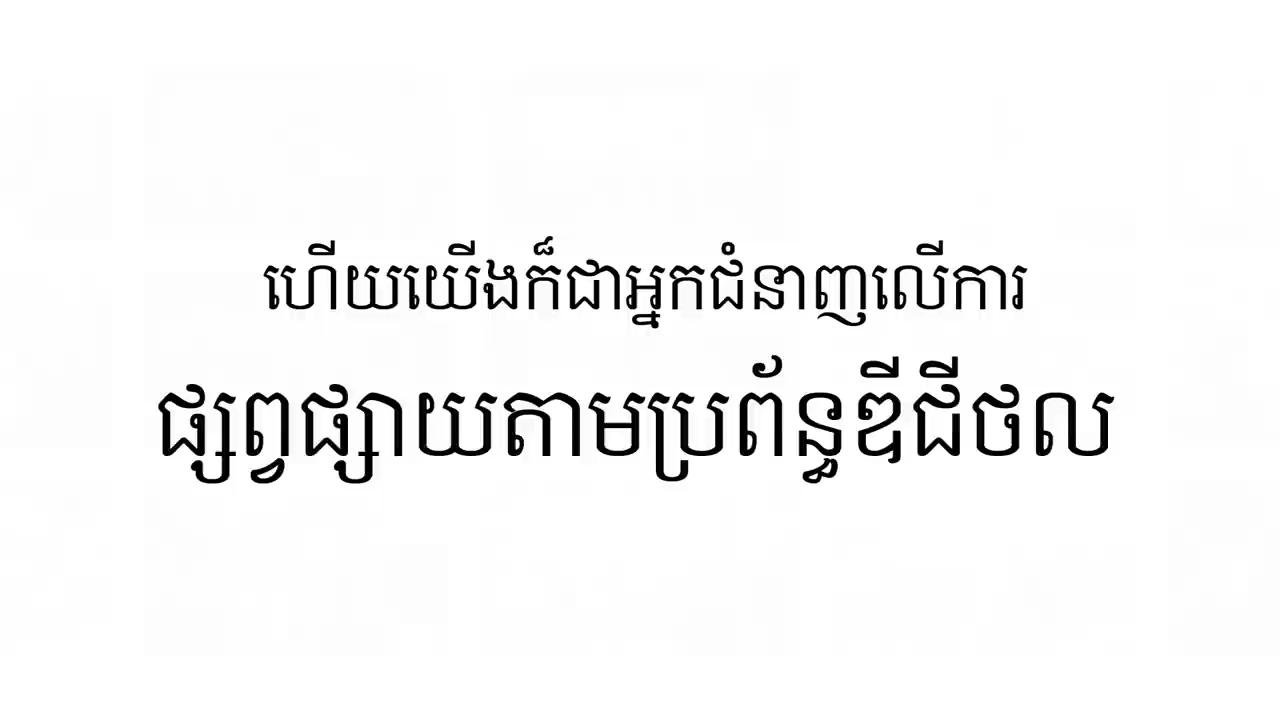 ហើយយើងក៏ជាអ្នកជំនាញលើការ
ផ្សព្វផ្សាយតាមប្រព័ន្ធឌីជីថល